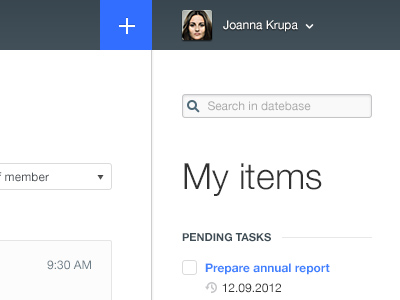 Joanna Krupa
Search in datebase
member
My items
PENDING TASKS
9:30 AM
Prepare annual report
12.09.2012